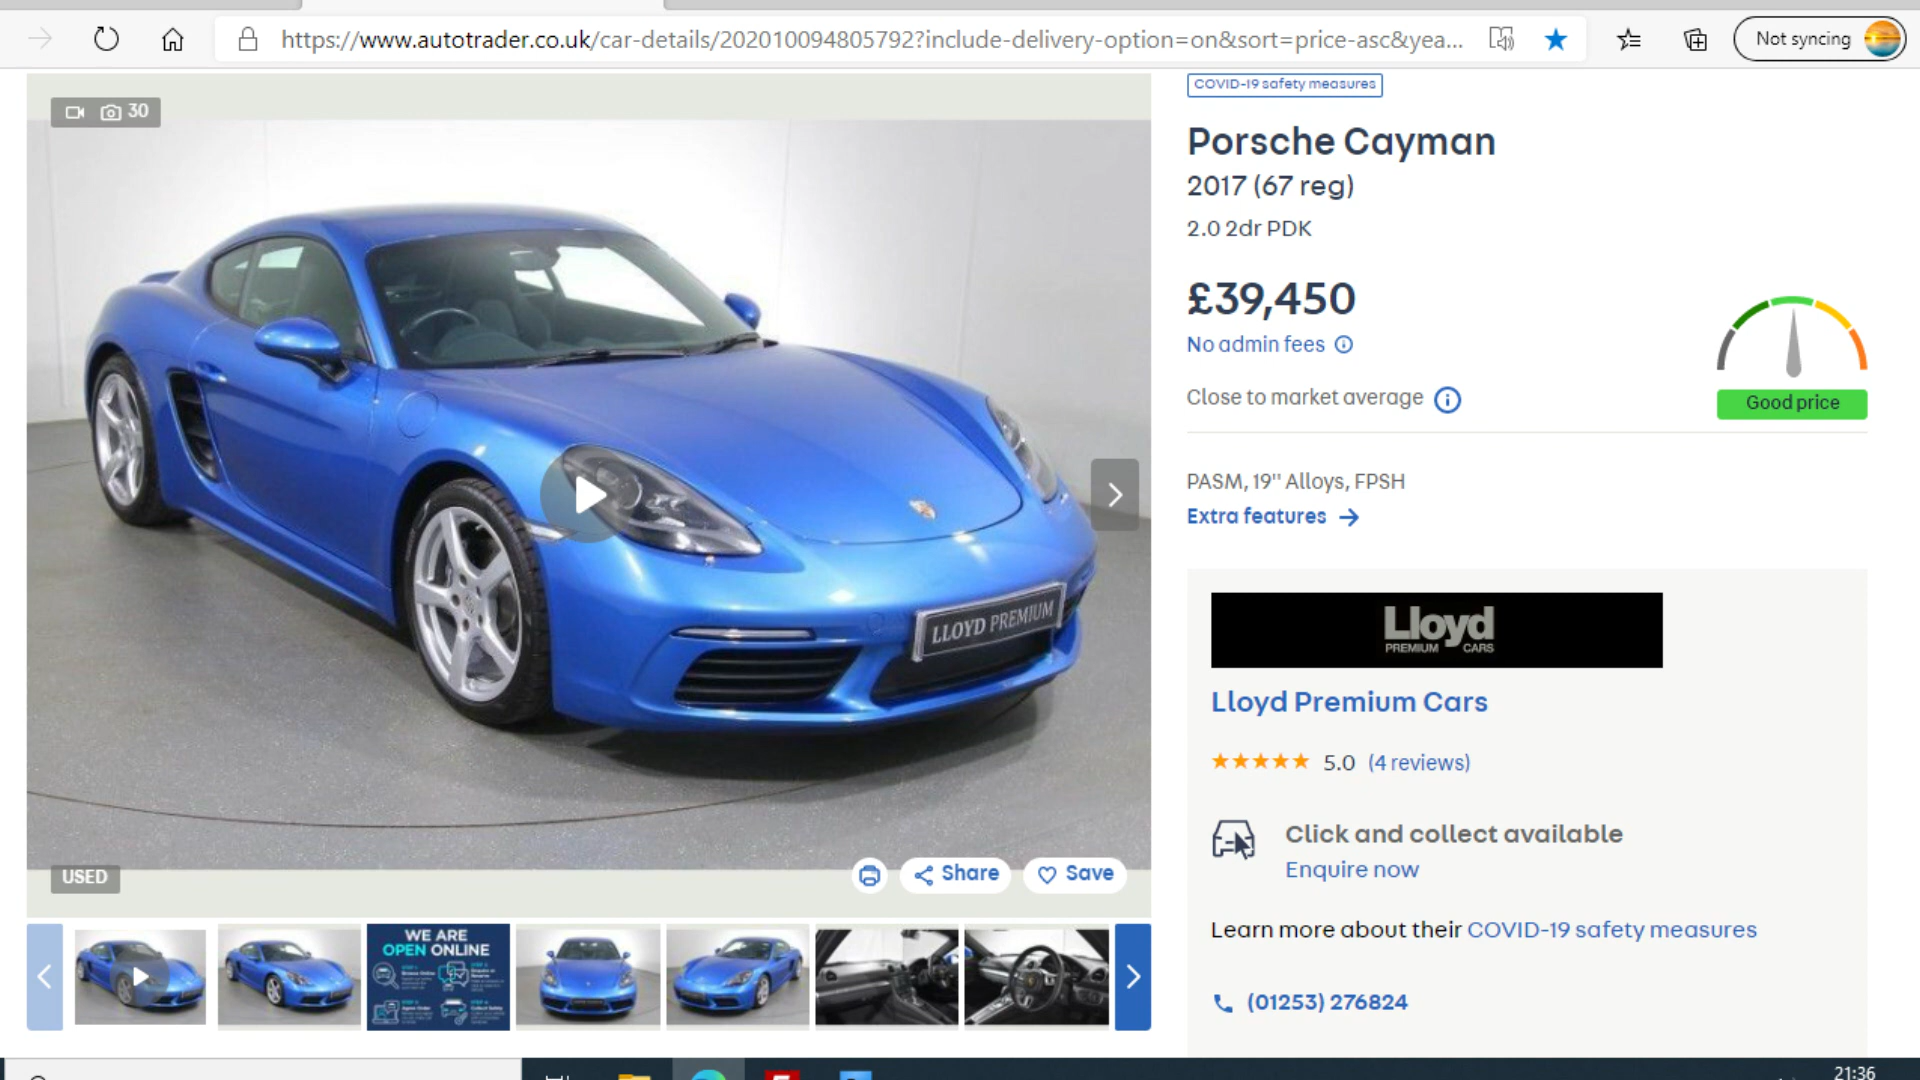 https://www.autotrader.co.uk/car-details/202010094805792?include-delivery-option=on&sort=price-asc&yea...
Not syncing
30
COVID-19 safety measures
Porsche Cayman
2017 (67 reg)
2.0 2dr PDK
£39,450
No admin fees
Close to market average
Good price
PASM, 19" Alloys, FPSH
Extra features
LLOYD PREMIUM
Lloyd
PREMIUM CARS
Lloyd Premium Cars
5.0 (4 reviews)
Click and collect available
Enquire now
USED
Share
Save
WE ARE
OPEN ONLINE
Learn more about their COVID-19 safety measures
(01253) 276824
21:36